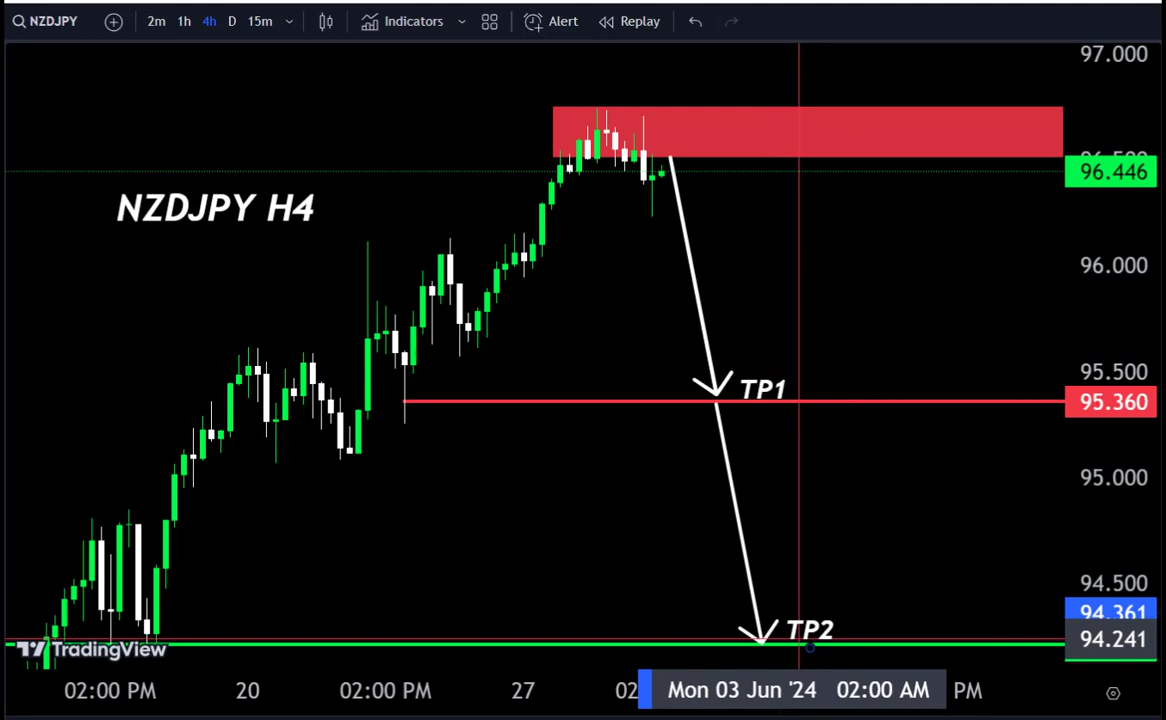 NZDJPY 2m 1h 4h D 15m Indicators Alert Replay
97.000
96.446
NZDJPY H4
96.000
95.500
TP1
95.360
95.000
94.500
94.361
TP2
94.241
TradingView
02:00 PM 20 02:00 PM 27 02 Mon 03 Jun '24 02:00 AM PM